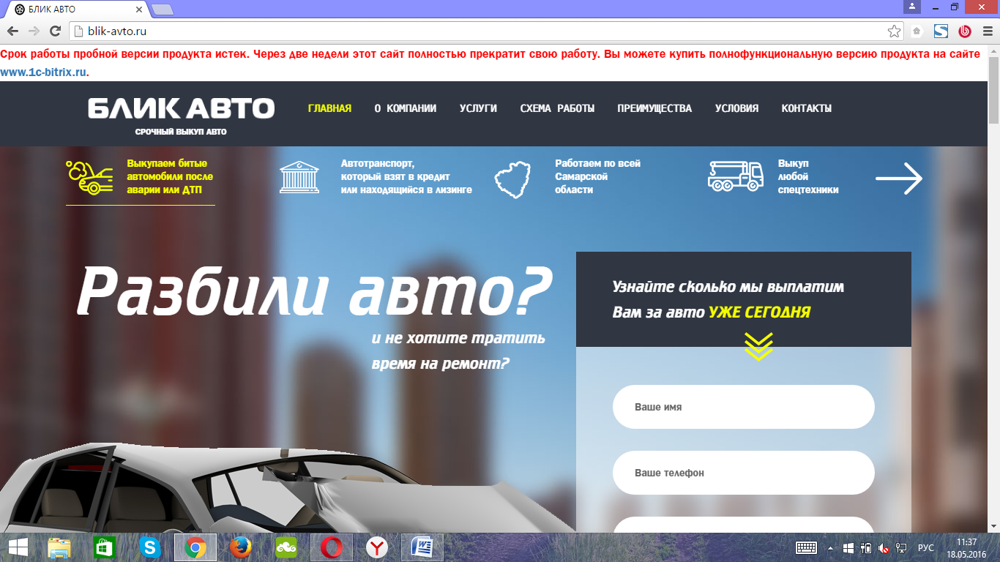 БЛИК АВТО
blik-avto.ru
Срок работы пробной версии продукта истек. Через две недели этот сайт полностью прекратит свою работу. Вы можете купить полнофункциональную версию продукта на сайте
www.1c-bitrix.ru.
БЛИК АВТО
СРОЧНЫЙ ВЫКУП АВТО
ГЛАВНАЯ О КОМПАНИИ УСЛУГИ СХЕМА РАБОТЫ ПРЕИМУЩЕСТВА УСЛОВИЯ КОНТАКТЫ
Выкупаем битые
автомобили после
аварии или ДТП
Автотранспорт,
который взят в кредит
или находящийся в лизинге
Работаем по всей
Самарской
области
Выкуп
любой
спецтехники
Разбили авто?
и не хотите тратить
время на ремонт?
Узнайте сколько мы выплатим
Вам за авто УЖЕ СЕГОДНЯ
Ваше имя
Ваше телефон
РУС
11:37
18.05.2016